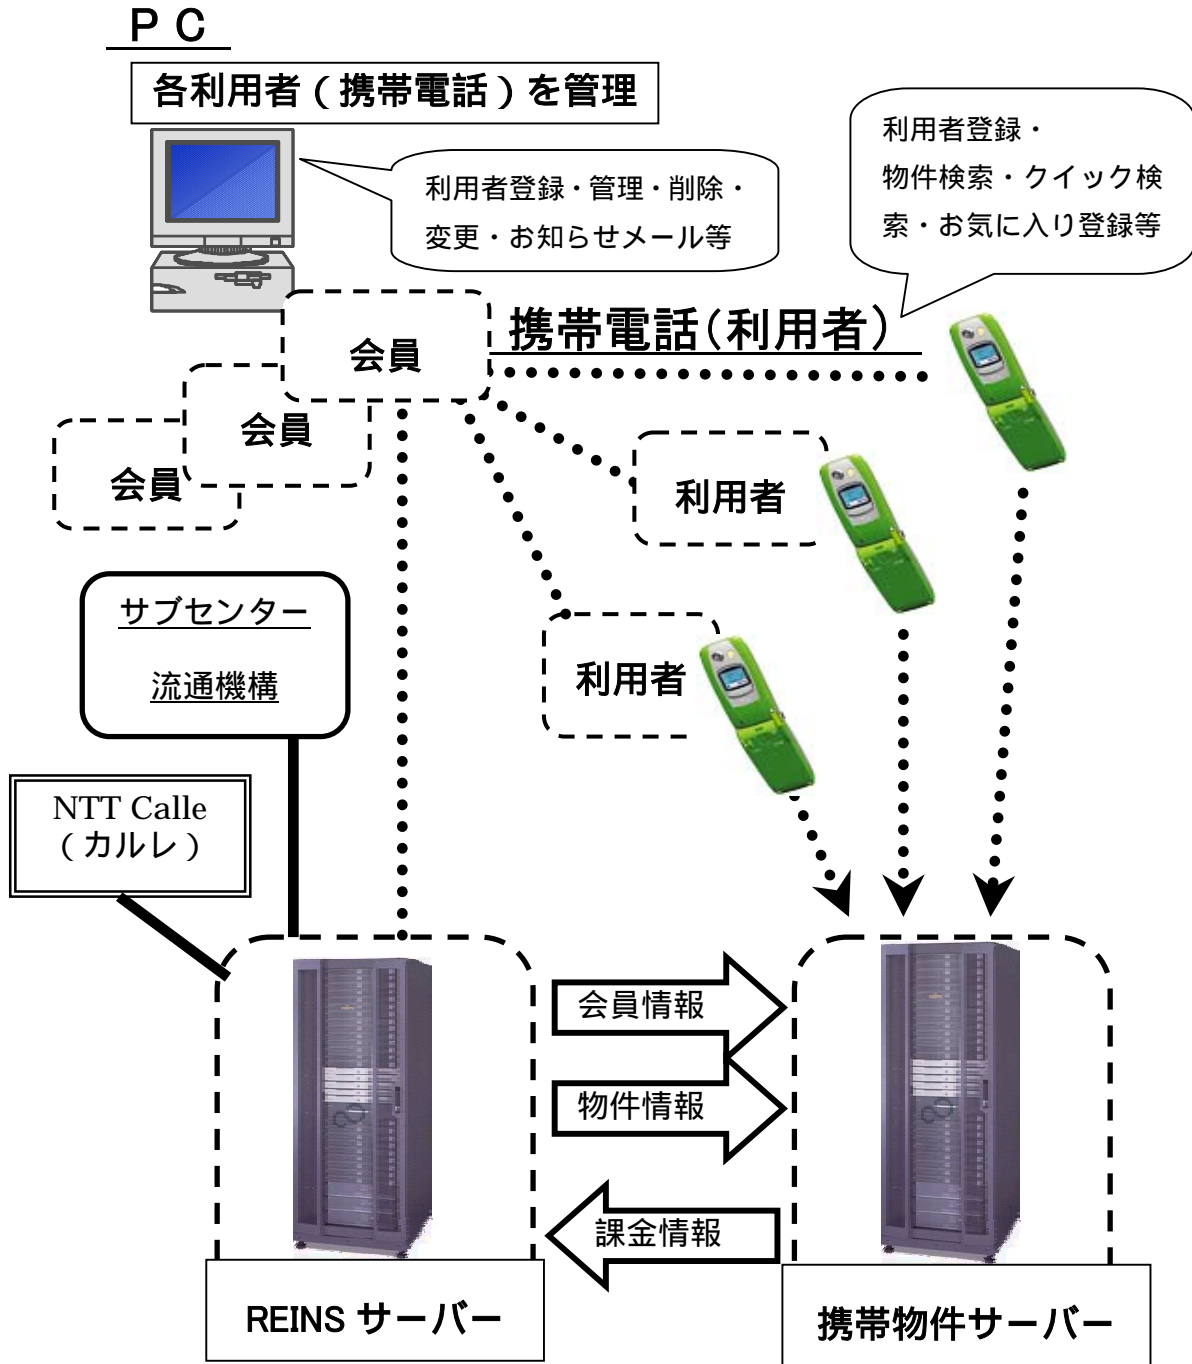 ＰＣ
各利用者（携帯電話）を管理
利用者登録・管理・削除・
変更・お知らせメール等
利用者登録・
物件検索・クイック検
索・お気に入り登録等
携帯電話（利用者）
会員
会員
会員
利用者
利用者
サブセンター
流通機構
NTT Calle
（カルレ）
会員情報
物件情報
課金情報
REINS サーバー
携帯物件サーバー